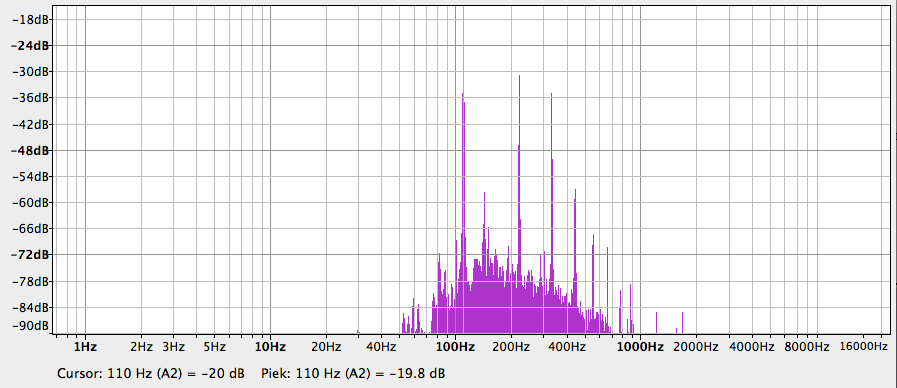 -18dB
-24dB
-30dB
-36dB
-42dB
-48dB
-54dB
-60dB
-66dB
-72dB
-78dB
-84dB
-90dB
1Hz 2Hz 3Hz 5Hz 10Hz 20Hz 40Hz 100Hz 200Hz 400Hz 1000Hz 2000Hz 4000Hz 8000Hz 16000Hz
Cursor: 110 Hz (A2) = -20 dB Piek: 110 Hz (A2) = -19.8 dB